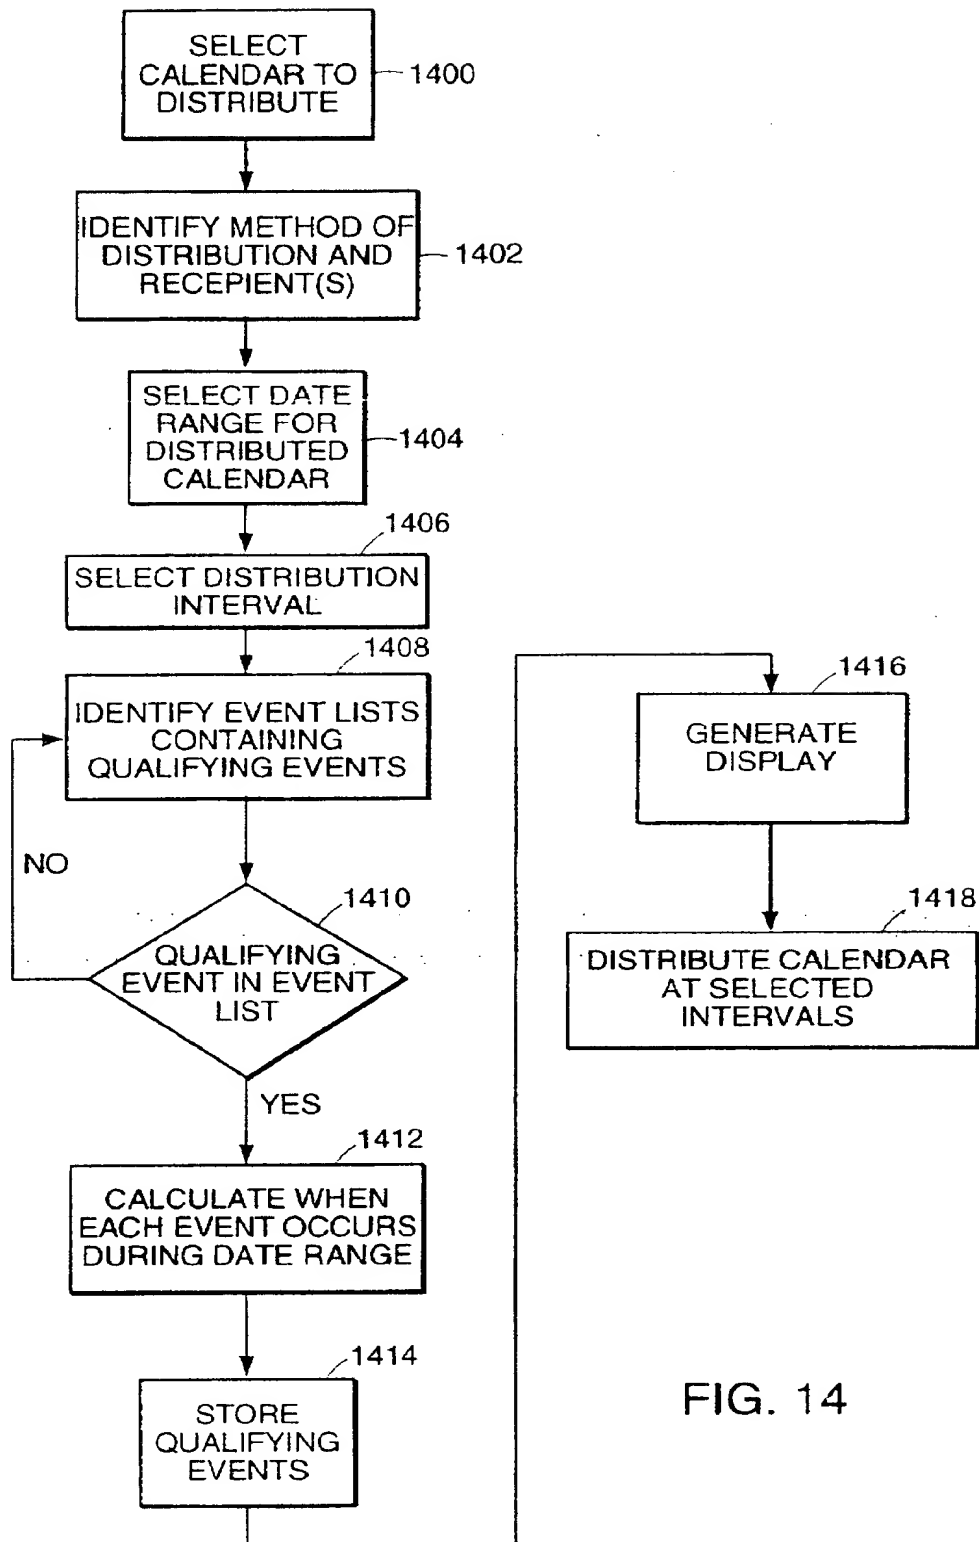 SELECT
CALENDAR TO
DISTRIBUTE
1400
IDENTIFY METHOD OF
DISTRIBUTION AND
RECEPIENT(S)
1402
SELECT DATE
RANGE FOR
DISTRIBUTED
CALENDAR
1404
1406
SELECT DISTRIBUTION
INTERVAL
1408
IDENTIFY EVENT LISTS
CONTAINING
QUALIFYING EVENTS
NO
1410
QUALIFYING
EVENT IN EVENT
LIST
YES
1412
CALCULATE WHEN
EACH EVENT OCCURS
DURING DATE RANGE
1414
STORE
QUALIFYING
EVENTS
1416
GENERATE
DISPLAY
1418
DISTRIBUTE CALENDAR
AT SELECTED
INTERVALS
FIG. 14